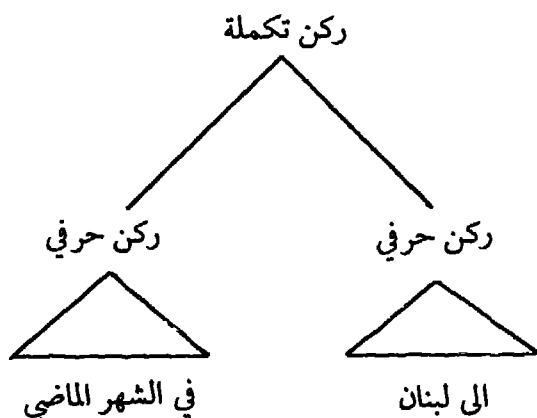 ركن تكملة
ركن حرفي ركن حرفي
الى لبنان في الشهر الماضي